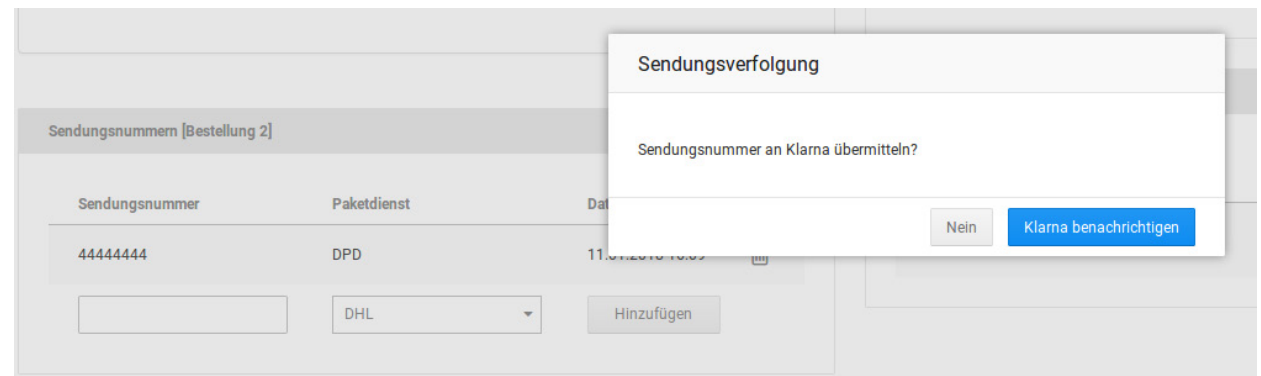 Sendungsverfolgung
Sendungsnummern [Bestellung 2]
Sendungsnummer an Klarna übermitteln?
Sendungsnummer Paketdienst
Nein Klarna benachrichtigen
44444444 DPD
DHL Hinzufügen